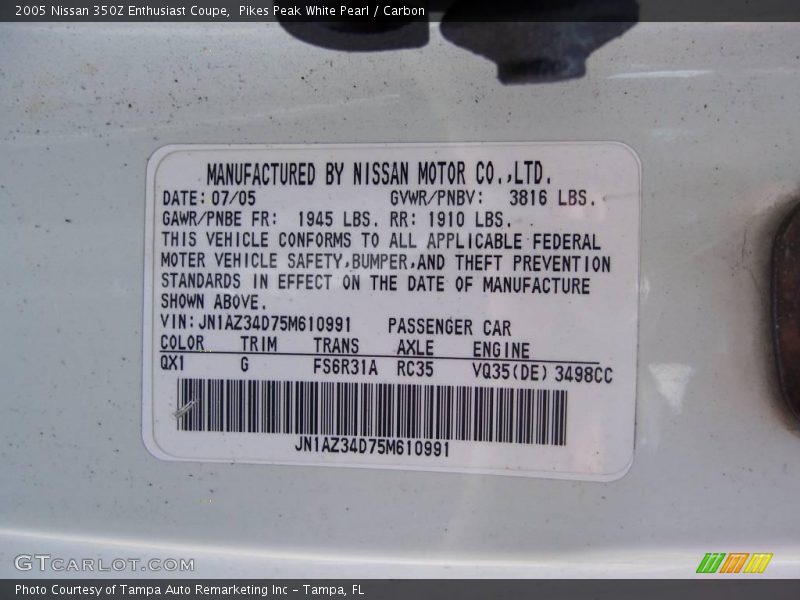 2005 Nissan 350Z Enthusiast Coupe,  Pikes Peak White Pearl / Carbon
MANUFACTURED BY NISSAN MOTOR CO.,LTD.
DATE: 07/05 GVWR/PNBV: 3816 LBS.
GAWR/PNBE FR: 1945 LBS. RR: 1910 LBS.
THIS VEHICLE CONFORMS TO ALL APPLICABLE FEDERAL
MOTER VEHICLE SAFETY,BUMPER,AND THEFT PREVENTION
STANDARDS IN EFFECT ON THE DATE OF MANUFACTURE
SHOWN ABOVE.
VIN: JN1AZ34D75M610991 PASSENGER CAR
COLOR TRIM TRANS AXLE ENGINE
QX1 G FS6R31A RC35 VQ35(DE) 3498CC
JN1AZ34D75M610991
GTCARLOT.COM
Photo Courtesy of Tampa Auto Remarketing Inc - Tampa, FL